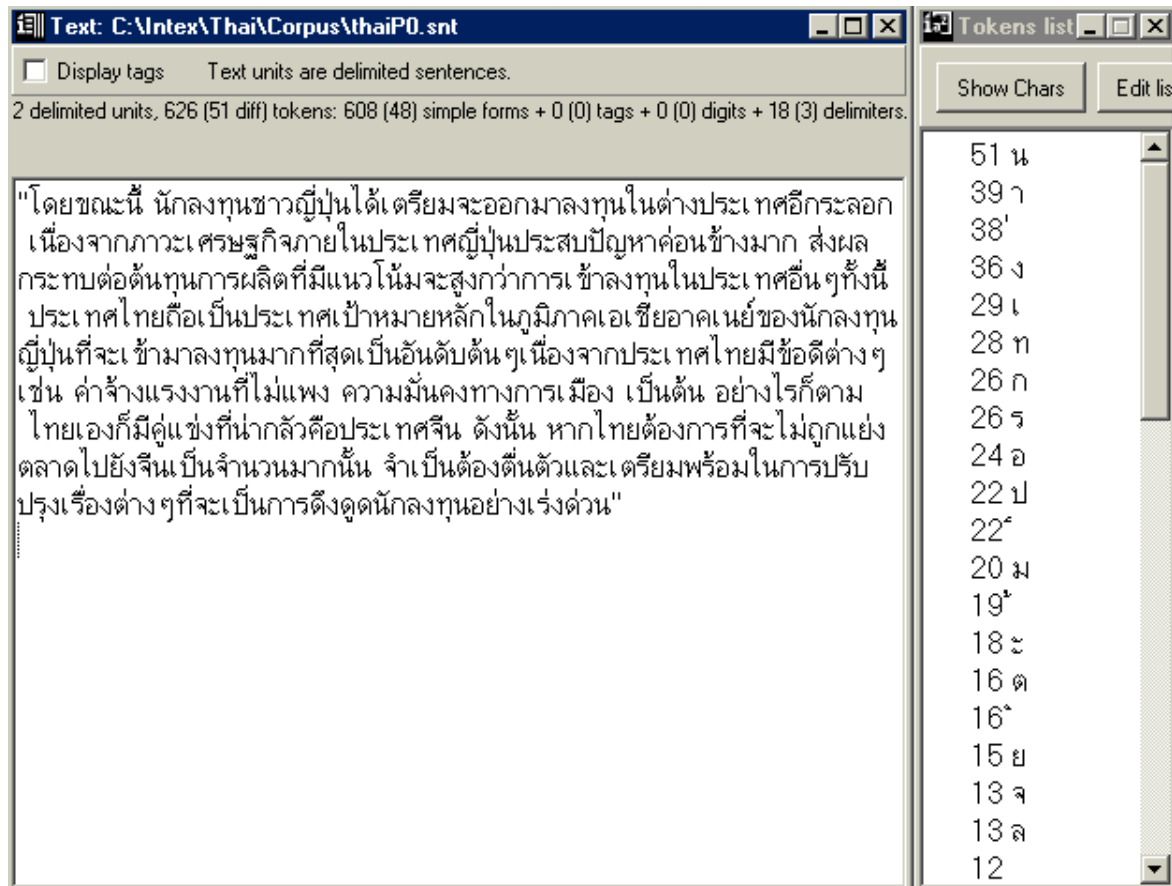 Text: C:\Intex\Thai\Corpus\thaiP0.snt
Display tags Text units are delimited sentences.
2 delimited units, 626 (51 diff) tokens: 608 (48) simple forms + 0 (0) tags + 0 (0) digits + 18 (3) delimiters.
"โดยขณะนี้ นักลงทุนชาวญี่ปุ่นได้เตรียมจะออกมาลงทุนในต่างประเทศอีกระลอก
เนื่องจากภาวะเศรษฐกิจภายในประเทศญี่ปุ่นประสบปัญหาค่อนข้างมาก ส่งผล
กระทบต่อต้นทุนการผลิตที่มีแนวโน้มจะสูงกว่าการเข้าลงทุนในประเทศอื่นๆทั้งนี้
ประเทศไทยถือเป็นประเทศเป้าหมายหลักในภูมิภาคเอเชียอาคเนย์ของนักลงทุน
ญี่ปุ่นที่จะเข้ามาลงทุนมากที่สุดเป็นอันดับต้นๆเนื่องจากประเทศไทยมีข้อดีต่างๆ
เช่น ค่าจ้างแรงงานที่ไม่แพง ความมั่นคงทางการเมือง เป็นต้น อย่างไรก็ตาม
ไทยเองก็มีคู่แข่งที่น่ากลัวคือประเทศจีน ดังนั้น หากไทยต้องการที่จะไม่ถูกแย่ง
ตลาดไปยังจีนเป็นจำนวนมากนั้น จำเป็นต้องตื่นตัวและเตรียมพร้อมในการปรับ
ปรุงเรื่องต่างๆที่จะเป็นการดึงดูดนักลงทุนอย่างเร่งด่วน"
Tokens list
Show Chars Edit lis
51 น
39 า
38 ่
36 ง
29 เ
28 ท
26 ก
26 ร
24 อ
22 ป
22 ี
20 ม
19 ้
18 ะ
16 ต
16 ั
15 ย
13 จ
13 ล
12